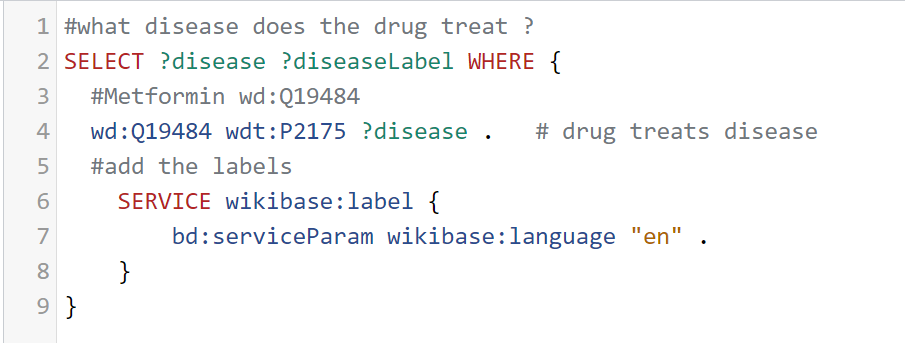 1 #what disease does the drug treat ?
2 SELECT ?disease ?diseaseLabel WHERE {
3 #Metformin wd:Q19484
4 wd:Q19484 wdt:P2175 ?disease . # drug treats disease
5 #add the labels
6 SERVICE wikibase:label {
7 bd:serviceParam wikibase:language "en" .
8 }
9 }